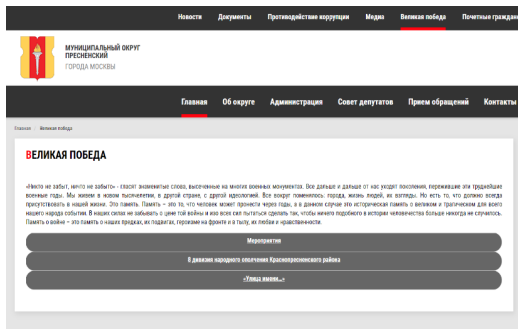 Новости Документы Противодействие коррупции Медиа Великая победа Почетные граждане
МУНИЦИПАЛЬНЫЙ ОКРУГ
ПРЕСНЕНСКИЙ
ГОРОДА МОСКВЫ
Главная Об округе Администрация Совет депутатов Прием обращений Контакты
Главная Великая победа
ВЕЛИКАЯ ПОБЕДА
«Никто не забыт, ничто не забыто» - гласят знаменитые слова, высеченные на многих военных монументах. Все дальше и дальше от нас уходят поколения, пережившие эти труднейшие
военные годы. Мы живем в новом тысячелетии, в другой стране, с другой идеологией. Все вокруг поменялось: города, жизнь людей, их взгляды. Но есть то, что должно всегда
присутствовать в нашей жизни. Это память. Память – это то, что человек может пронести через годы, а в данном случае это историческая память о великом и трагическом для всего
нашего народа событии. В наших силах не забывать о цене той войны и изо всех сил пытаться сделать так, чтобы ничего подобного в истории человечества больше никогда не случилось.
Память о войне – это память о наших предках, их подвигах, героизме на фронте и в тылу, их любви и нравственности.
Мероприятия
8 дивизия народного ополчения Краснопресненского района
«Улица имени…»